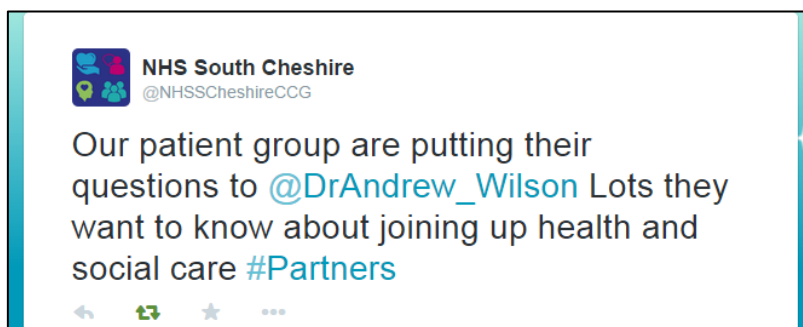 NHS South Cheshire
@NHSSCheshireCCG
Our patient group are putting their
questions to @DrAndrew_Wilson Lots they
want to know about joining up health and
social care #Partners